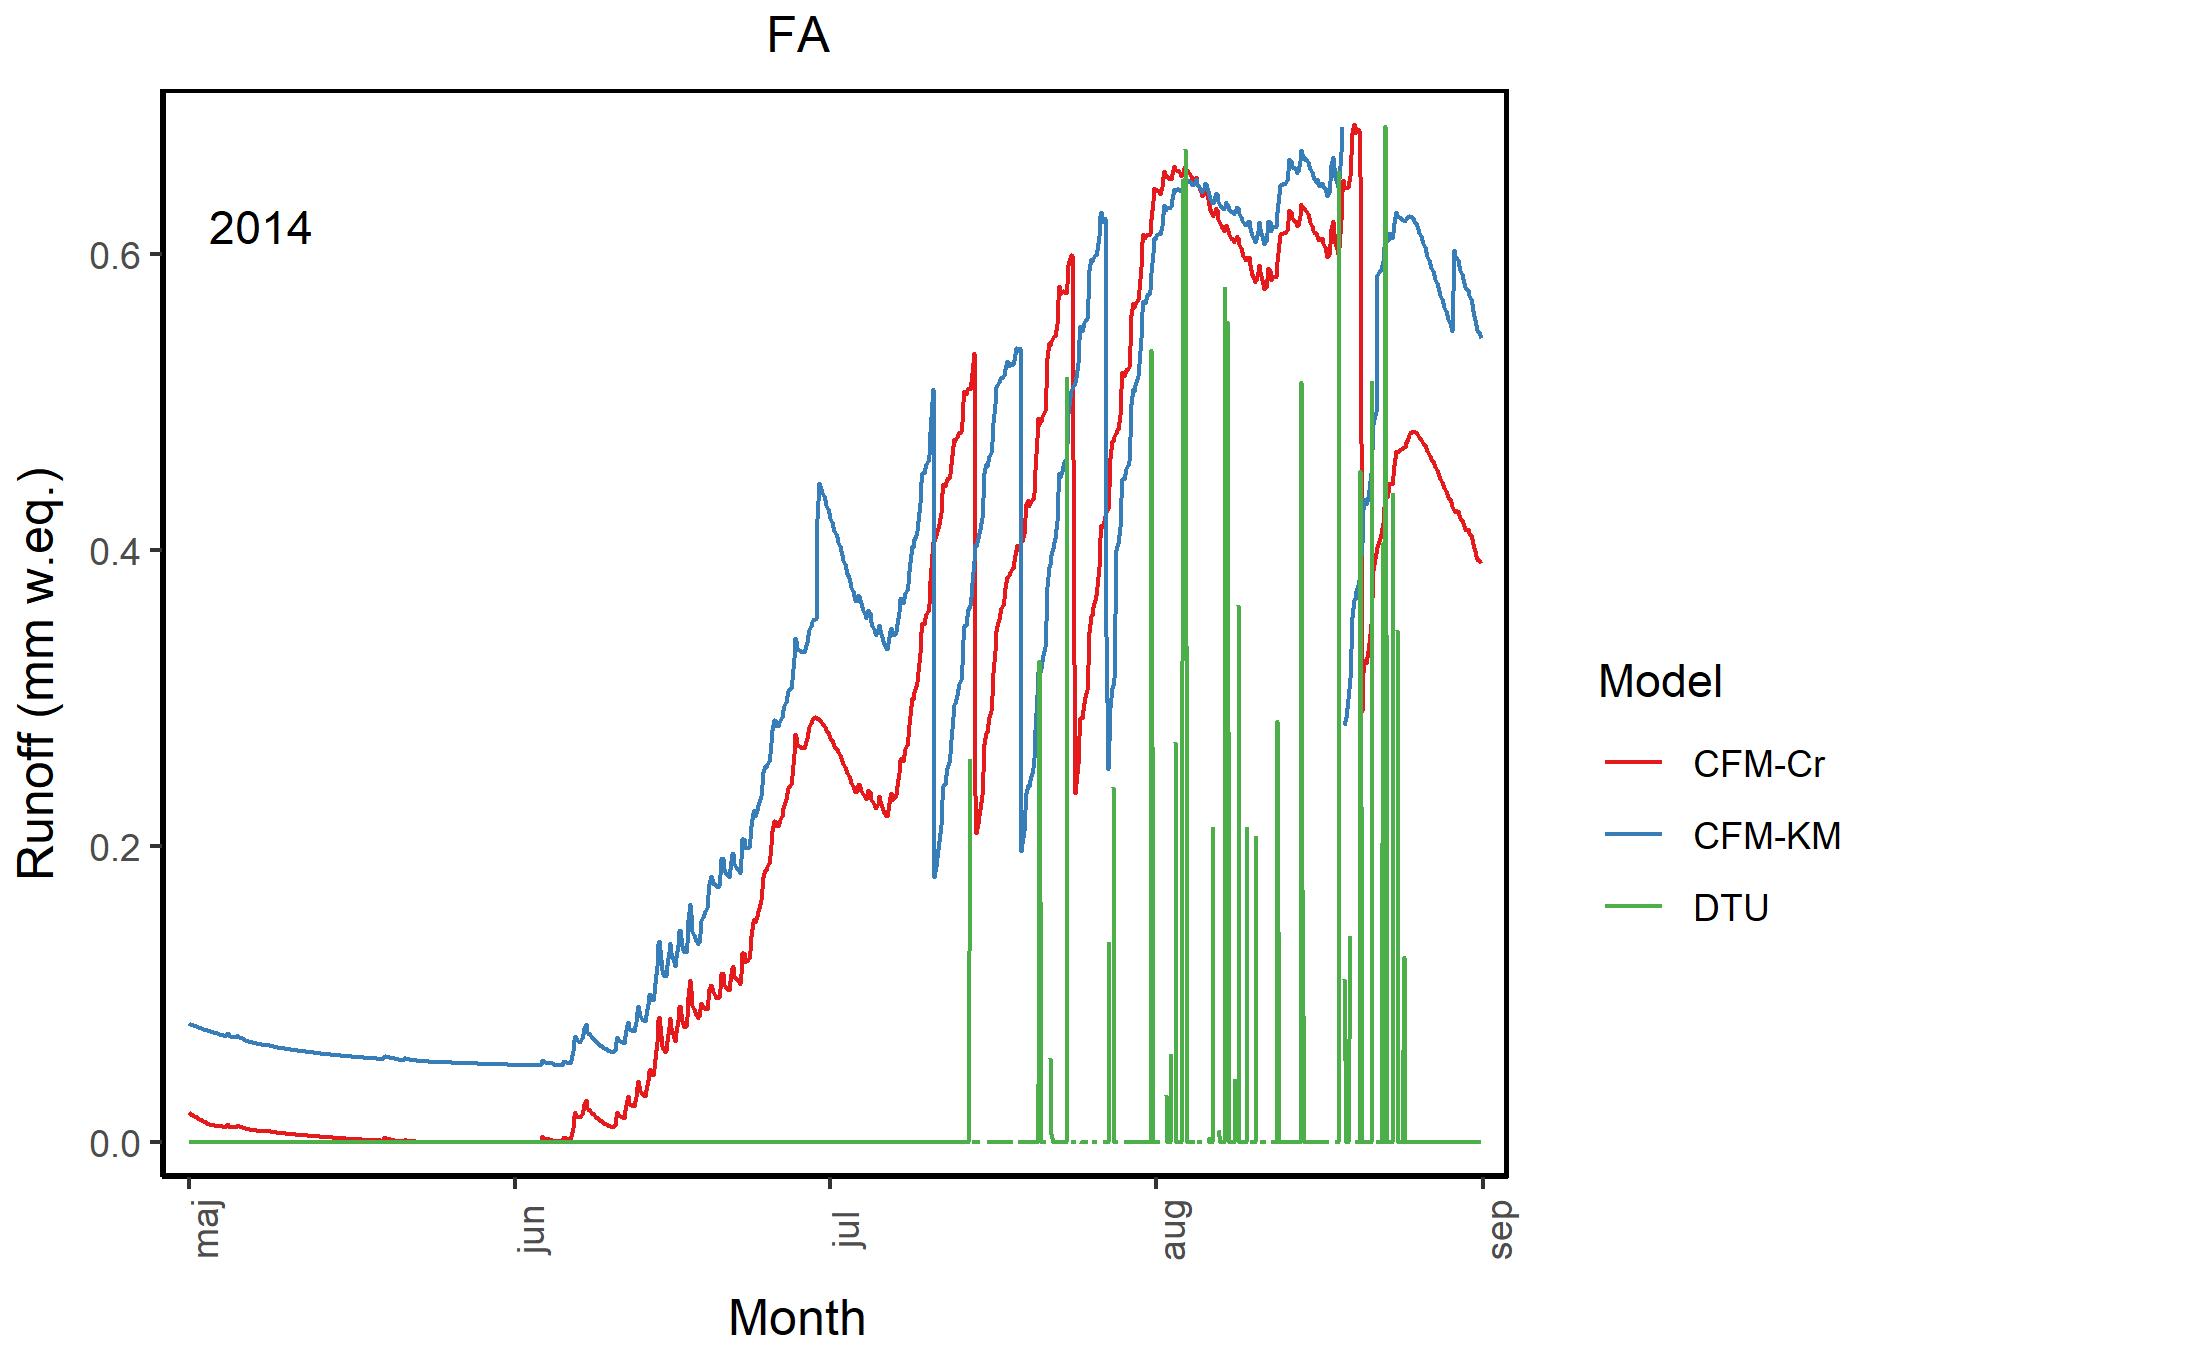 FA
2014
Runoff (mm w.eq.)
0.6
0.4
0.2
0.0
maj
jun
jul
aug
sep
Month
Model
CFM-Cr
CFM-KM
DTU